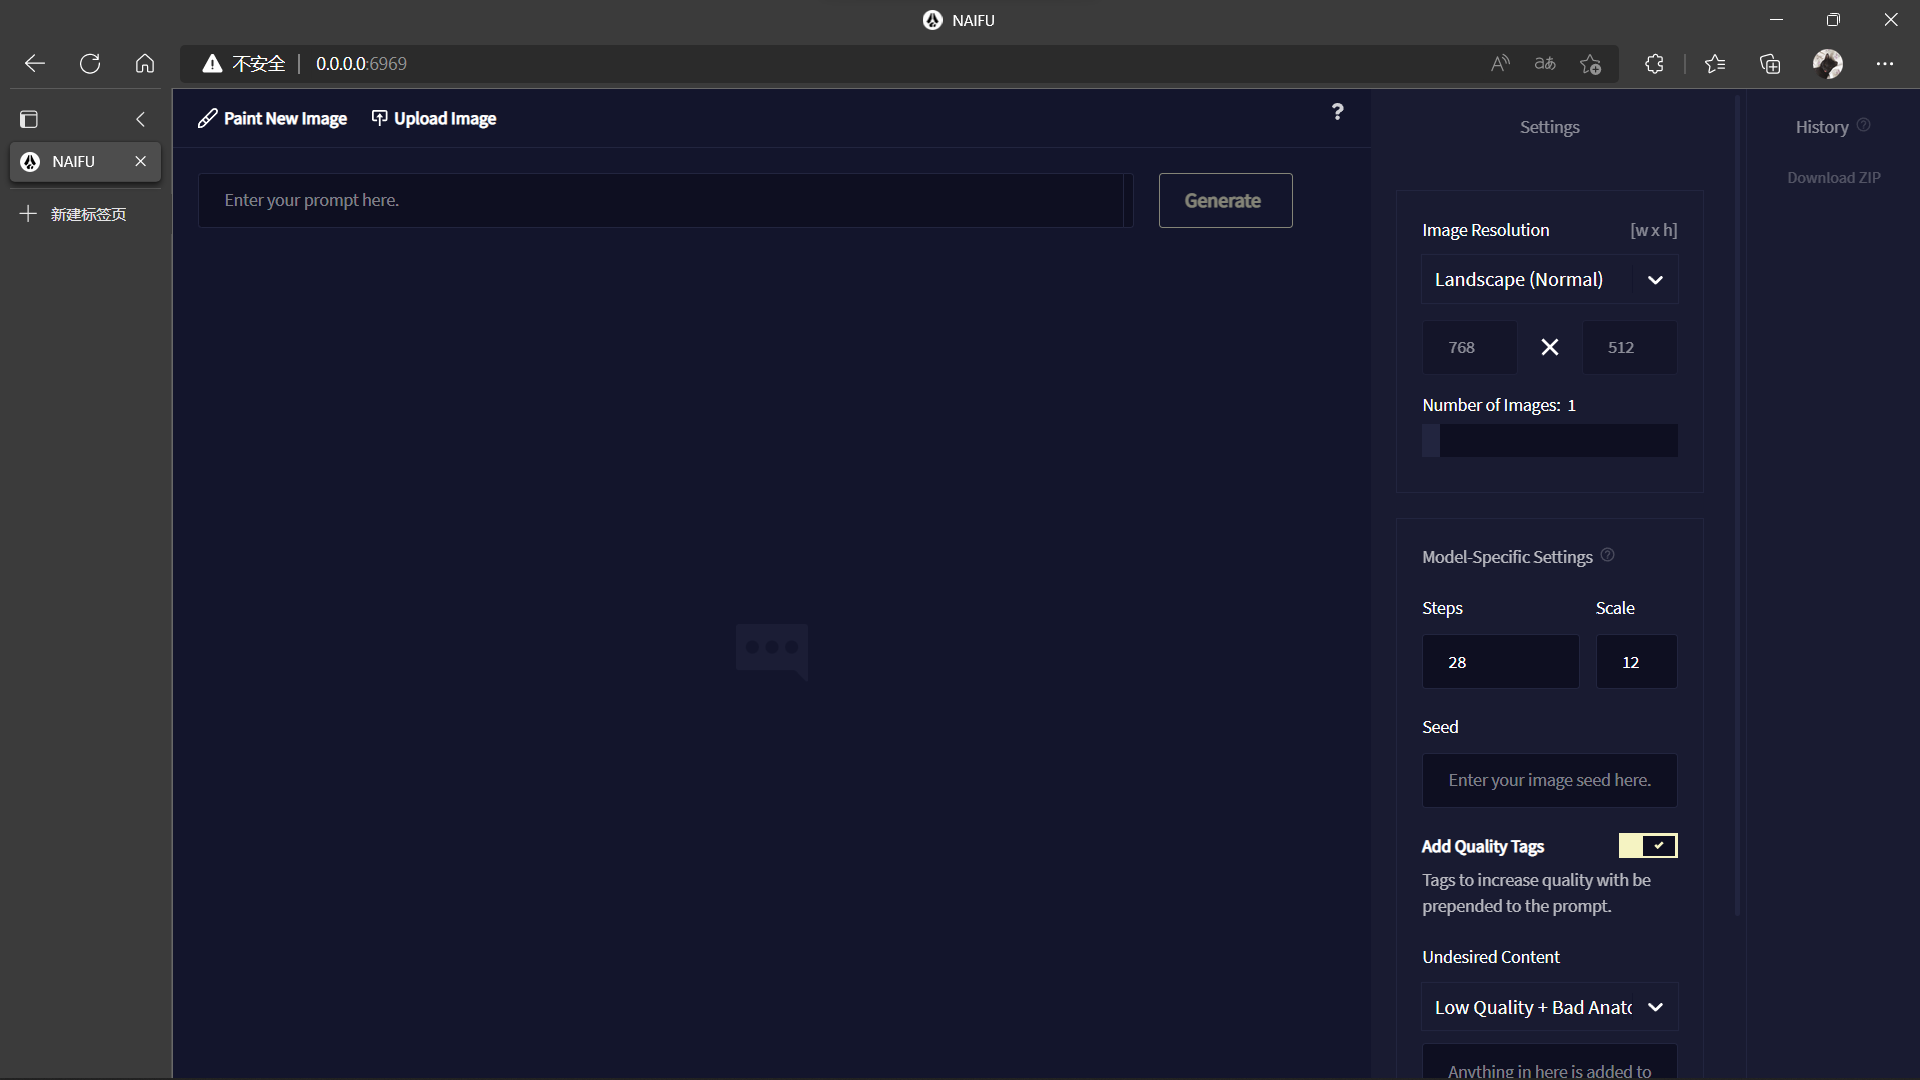 NAIFU
不安全
0.0.0.0:6969
NAIFU
新建标签页
Paint New Image
Upload Image
?
Enter your prompt here.
Generate
Settings
Image Resolution [w x h]
Landscape (Normal)
768 512
Number of Images: 1
Model-Specific Settings
Steps Scale
28 12
Seed
Enter your image seed here.
Add Quality Tags
Tags to increase quality with be
prepended to the prompt.
Undesired Content
Low Quality + Bad Anato
Anything in here is added to
History
Download ZIP